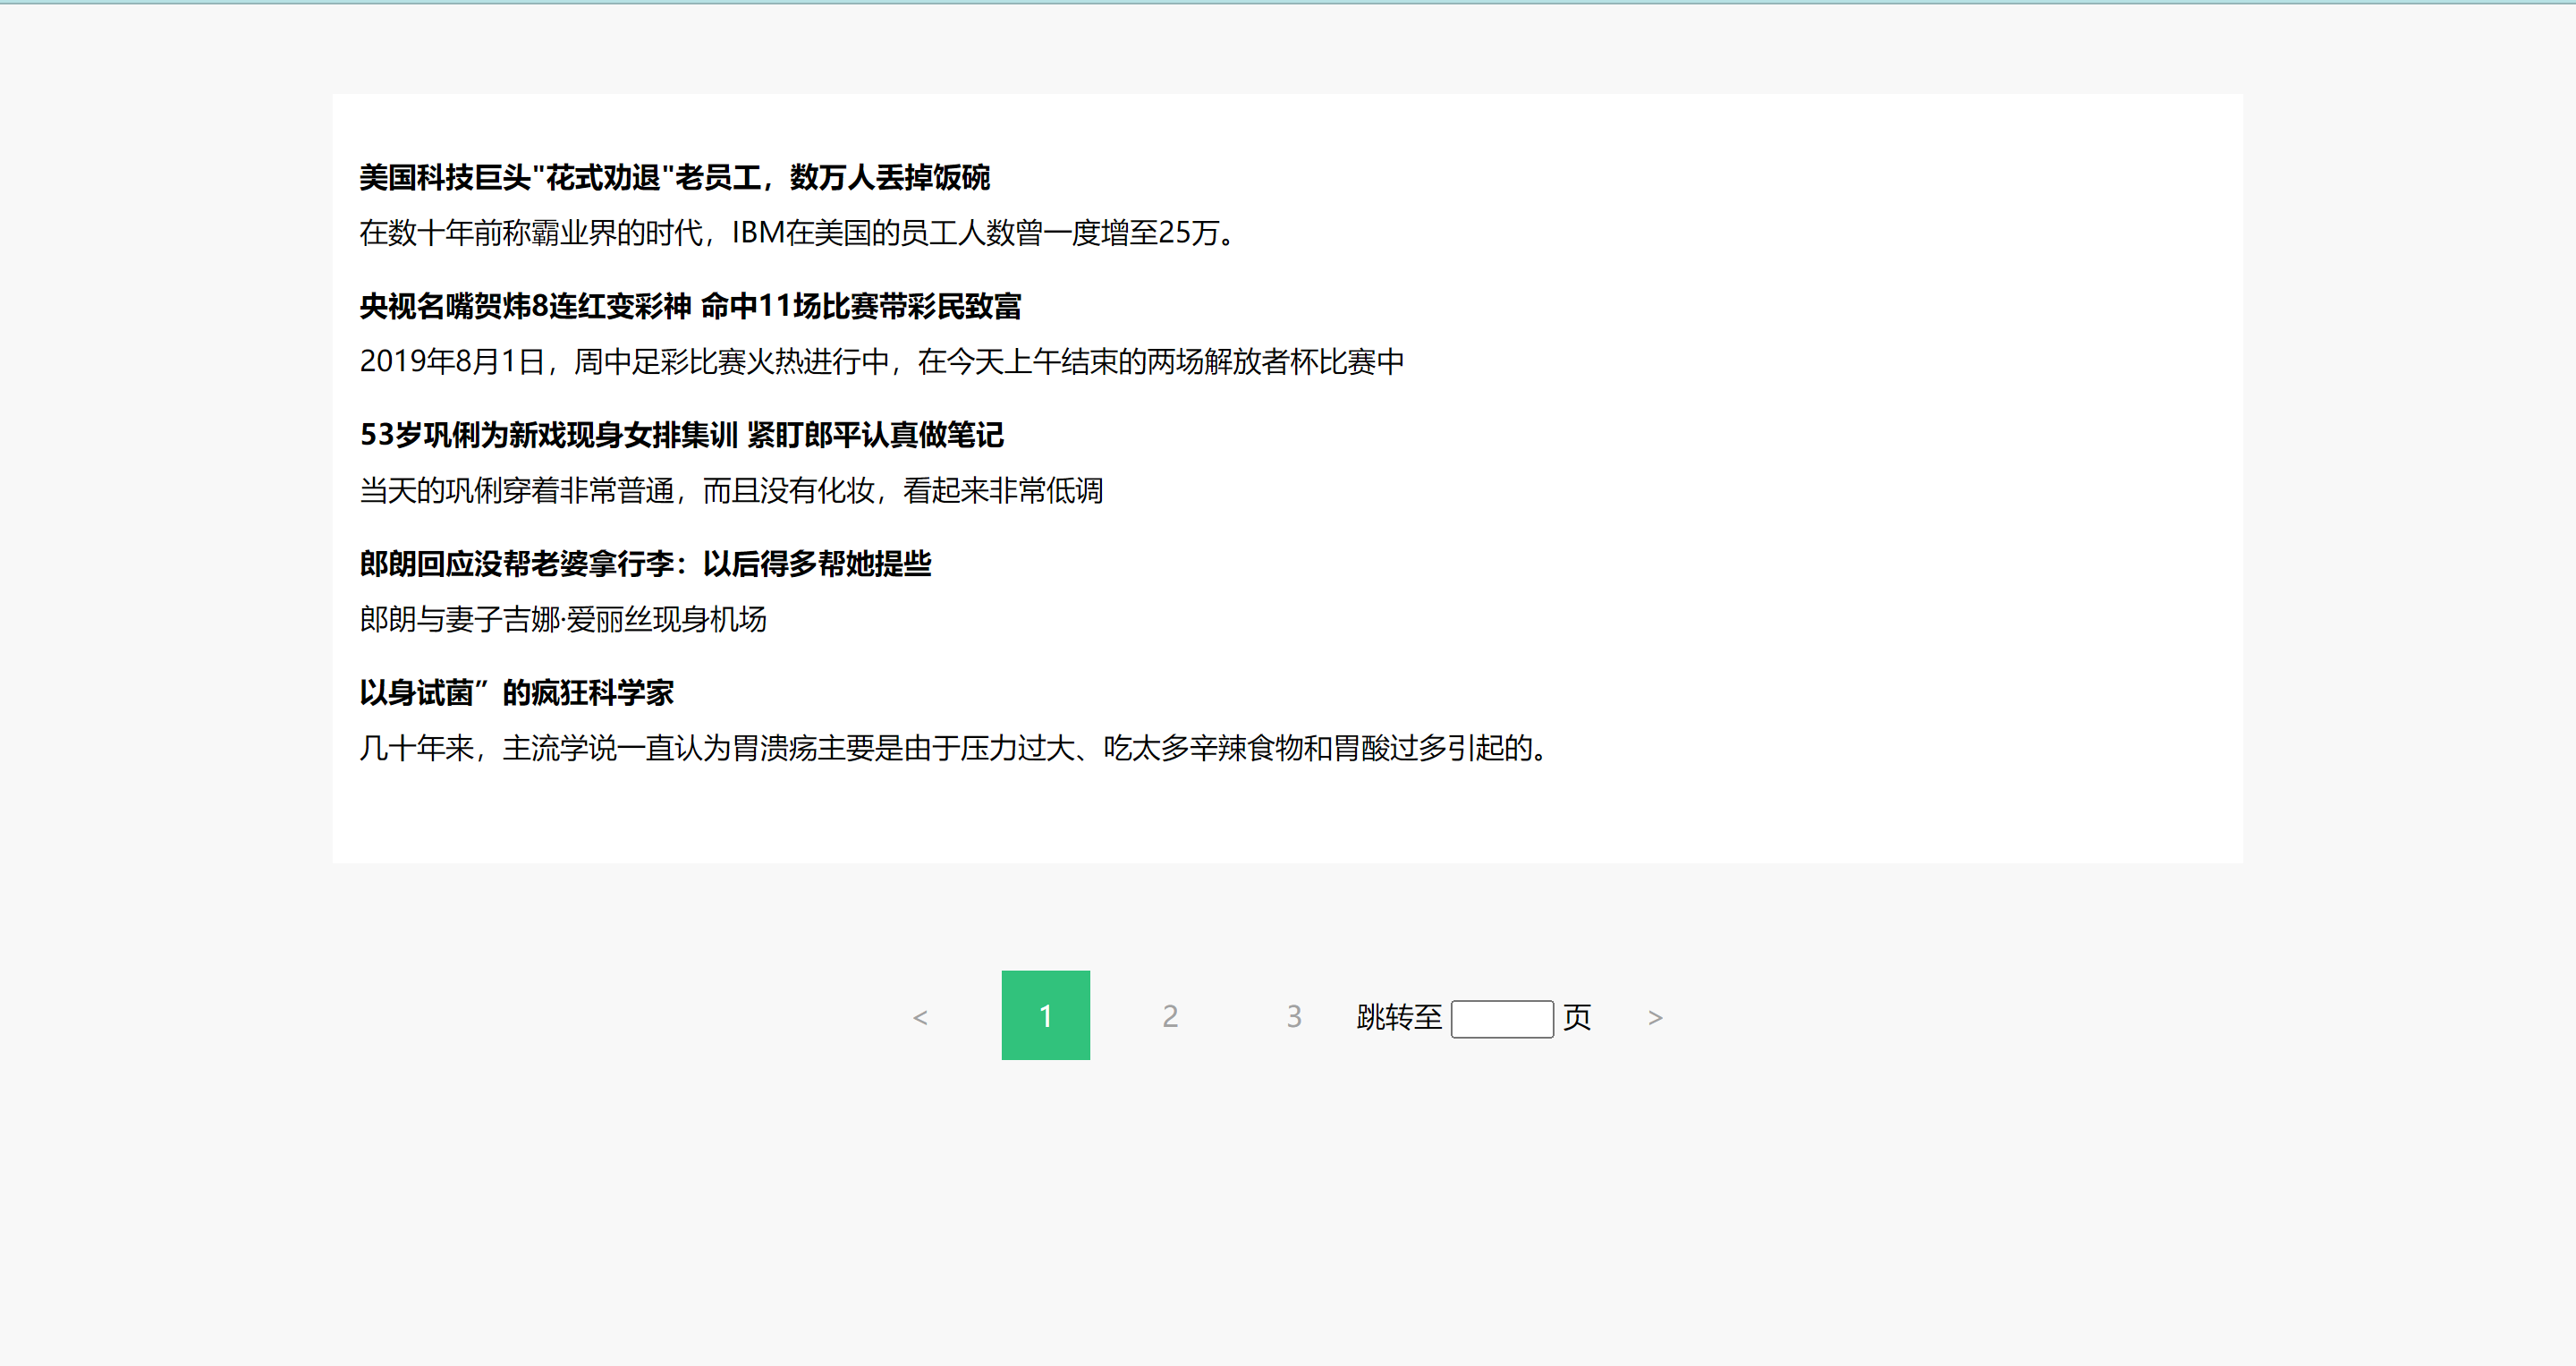 美国科技巨头"花式劝退"老员工，数万人丢掉饭碗
在数十年前称霸业界的时代，IBM在美国的员工人数曾一度增至25万。
央视名嘴贺炜8连红变彩神 命中11场比赛带彩民致富
2019年8月1日，周中足彩比赛火热进行中，在今天上午结束的两场解放者杯比赛中
53岁巩俐为新戏现身女排集训 紧盯郎平认真做笔记
当天的巩俐穿着非常普通，而且没有化妆，看起来非常低调
郎朗回应没帮老婆拿行李：以后得多帮她提些
郎朗与妻子吉娜·爱丽丝现身机场
以身试菌”的疯狂科学家
几十年来，主流学说一直认为胃溃疡主要是由于压力过大、吃太多辛辣食物和胃酸过多引起的。
< 1 2 3 跳转至 页 >